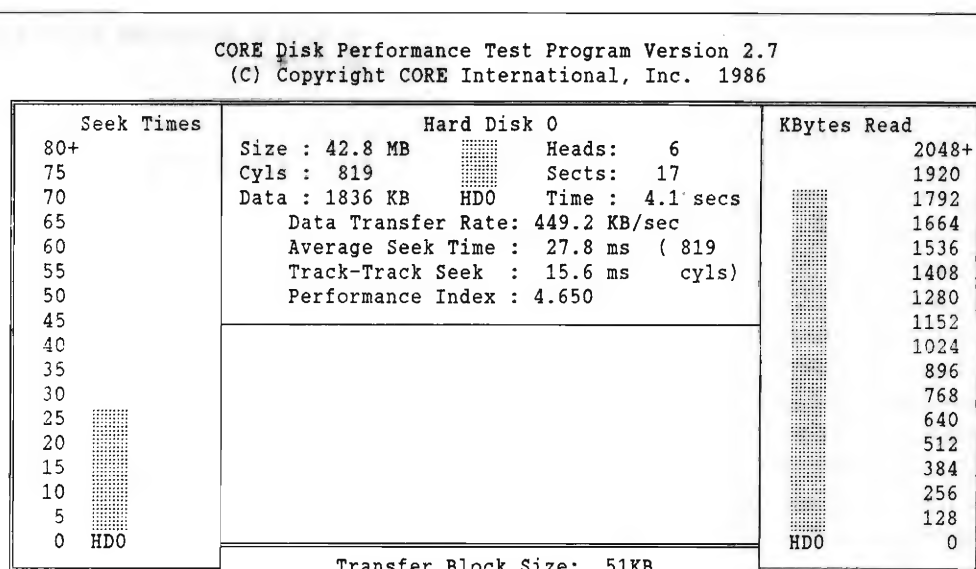 CORE Disk Performance Test Program Version 2.7
(C) Copyright CORE International, Inc. 1986
Seek Times
80+
75
70
65
60
55
50
45
40
35
30
25
20
15
10
5
0 HD0
Hard Disk 0
Size : 42.8 MB Heads: 6
Cyls : 819 Sects: 17
Data : 1836 KB HD0 Time : 4.1 secs
Data Transfer Rate: 449.2 KB/sec
Average Seek Time : 27.8 ms ( 819
Track-Track Seek : 15.6 ms cyls)
Performance Index : 4.650
Transfer Block Size: 51KB
KBytes Read
2048+
1920
1792
1664
1536
1408
1280
1152
1024
896
768
640
512
384
256
128
HD0 0